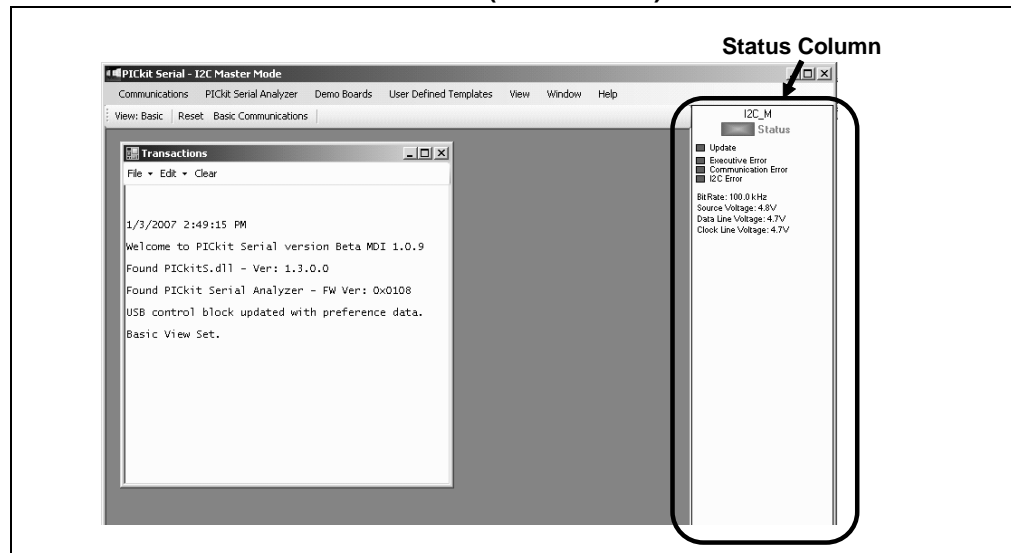 Status Column
PICkit Serial - I2C Master Mode
Communications PICkit Serial Analyzer Demo Boards User Defined Templates View Window Help
View: Basic Reset Basic Communications
I2C_M
Status
Update
Executive Error
Communication Error
I2C Error
BitRate: 100.0 kHz
Source Voltage: 4.8V
Data Line Voltage: 4.7V
Clock Line Voltage: 4.7V
Transactions
File Edit Clear
1/3/2007 2:49:15 PM
Welcome to PICkit Serial version Beta MDI 1.0.9
Found PICkitS.dll - Ver: 1.3.0.0
Found PICkit Serial Analyzer - FW Ver: 0x0108
USB control block updated with preference data.
Basic View Set.